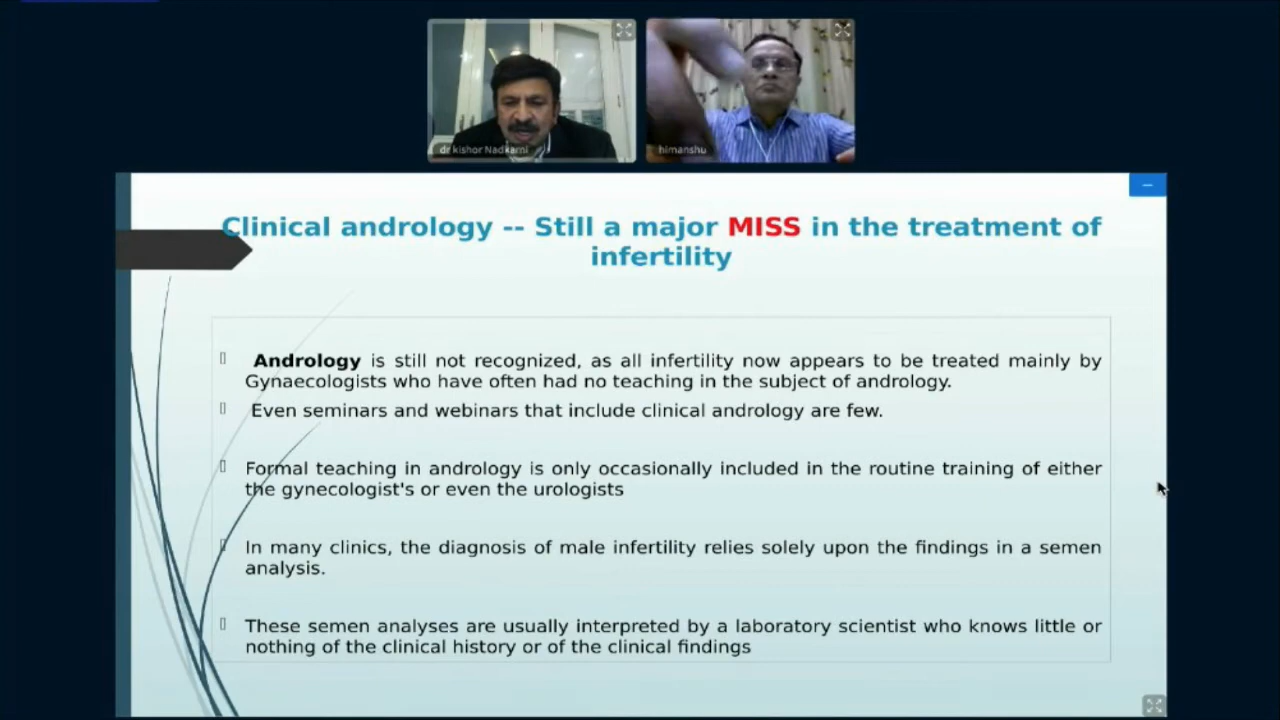 dr kishor Nadkarni
himanshu
Clinical andrology -- Still a major MISS in the treatment of
infertility
Andrology is still not recognized, as all infertility now appears to be treated mainly by
Gynaecologists who have often had no teaching in the subject of andrology.
Even seminars and webinars that include clinical andrology are few.
Formal teaching in andrology is only occasionally included in the routine training of either
the gynecologist's or even the urologists
In many clinics, the diagnosis of male infertility relies solely upon the findings in a semen
analysis.
These semen analyses are usually interpreted by a laboratory scientist who knows little or
nothing of the clinical history or of the clinical findings